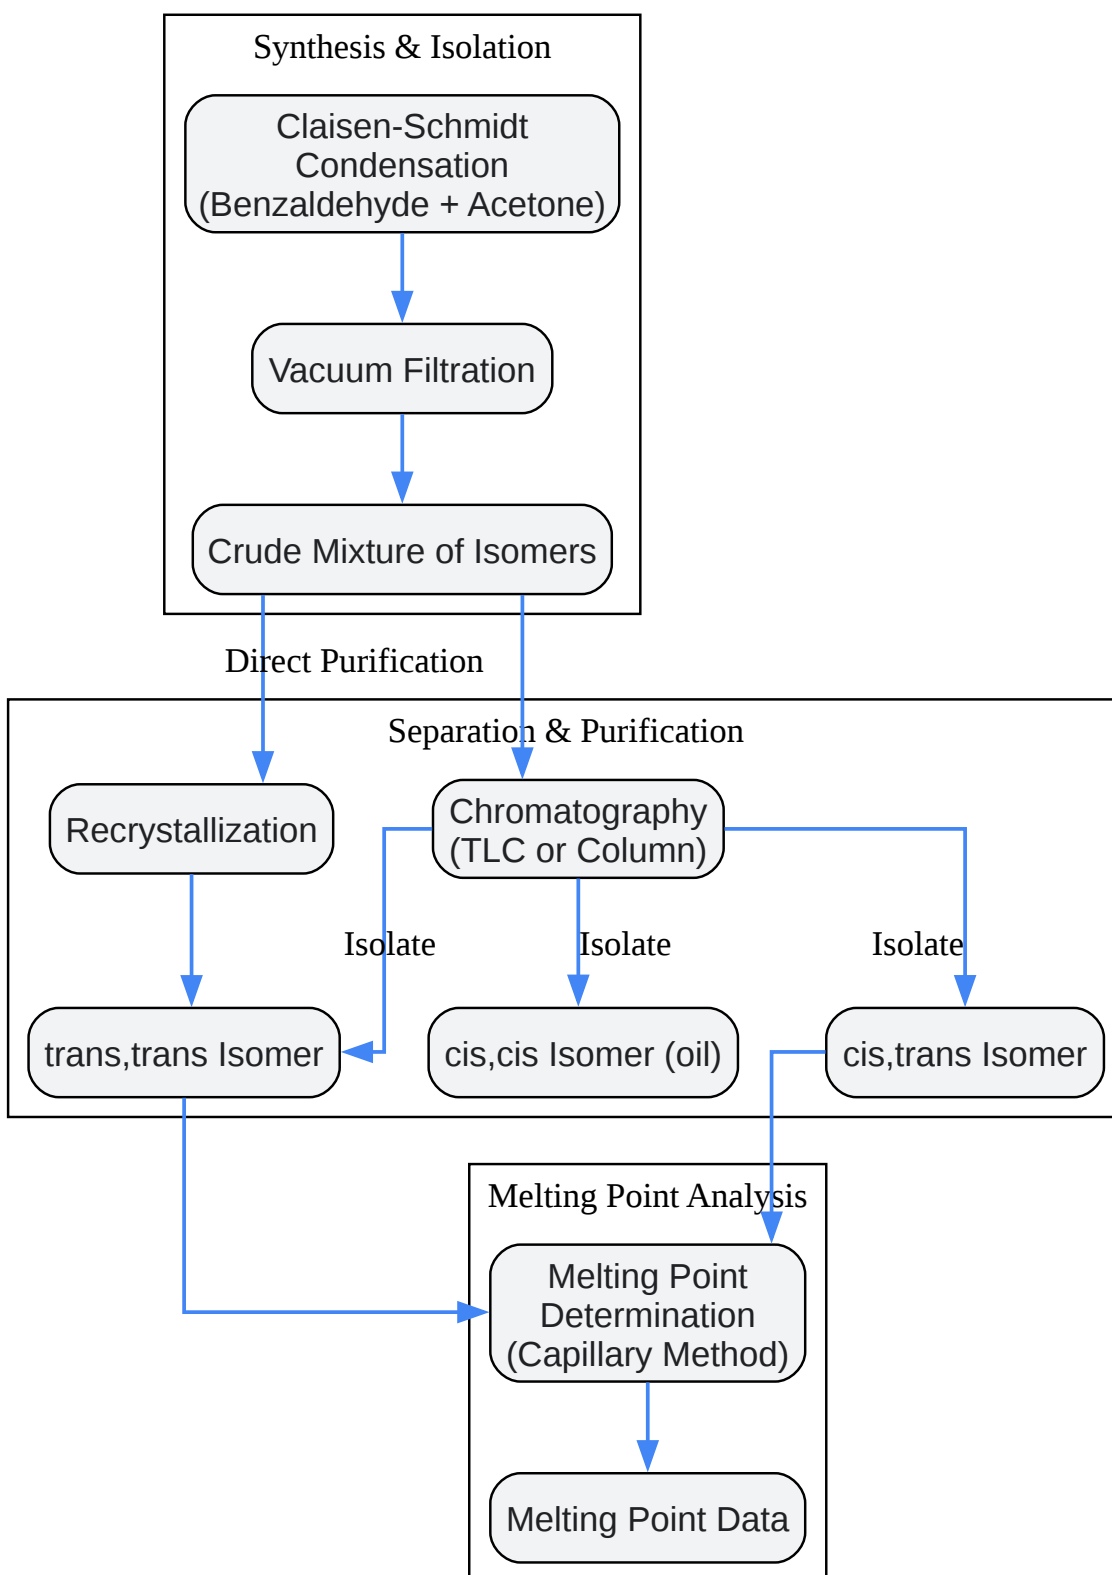 Synthesis & Isolation
Claisen-Schmidt
Condensation
(Benzaldehyde + Acetone)
Vacuum Filtration
Crude Mixture of Isomers
Direct Purification
Separation & Purification
Recrystallization
Chromatography
(TLC or Column)
Isolate
Isolate
Isolate
trans,trans Isomer
cis,cis Isomer (oil)
cis,trans Isomer
Melting Point Analysis
Melting Point
Determination
(Capillary Method)
Melting Point Data